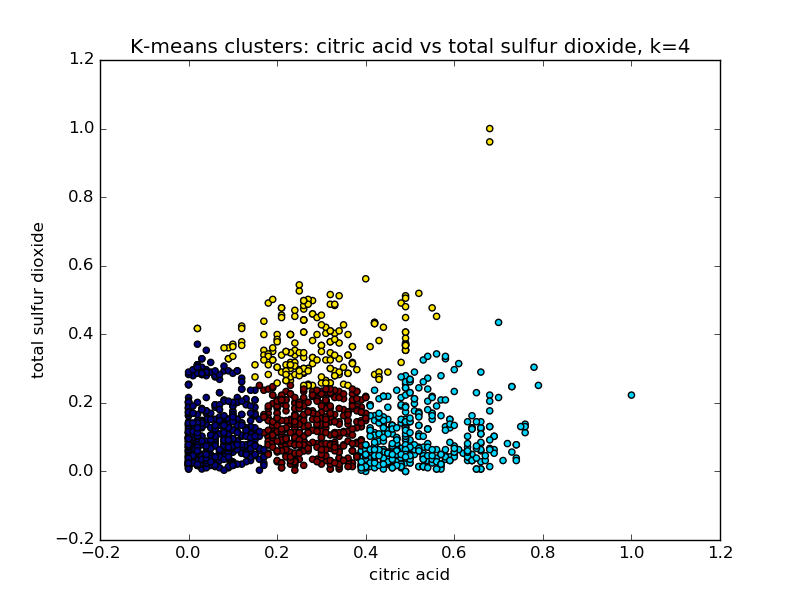 K-means clusters: citric acid vs total sulfur dioxide, k=4
1.2
1.0
0.8
0.6
0.4
0.2
0.0
−0.2
total sulfur dioxide
−0.2 0.0 0.2 0.4 0.6 0.8 1.0 1.2
citric acid